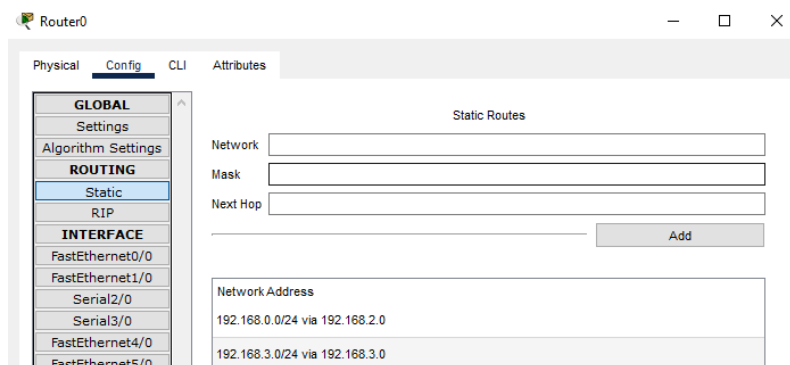 Router0
Physical Config CLI Attributes
GLOBAL
Settings
Algorithm Settings
ROUTING
Static
RIP
INTERFACE
FastEthernet0/0
FastEthernet1/0
Serial2/0
Serial3/0
FastEthernet4/0
FastEthernet5/0
Static Routes
Network
Mask
Next Hop
Add
Network Address
192.168.0.0/24 via 192.168.2.0
192.168.3.0/24 via 192.168.3.0